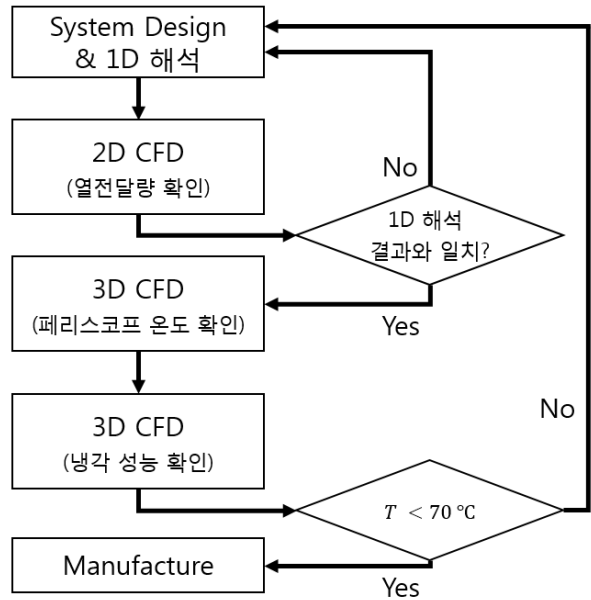 System Design
& 1D 해석
2D CFD
(열전달량 확인)
No
1D 해석
결과와 일치?
3D CFD
(페리스코프 온도 확인)
Yes
3D CFD
(냉각 성능 확인)
No
T < 70 ℃
Manufacture
Yes